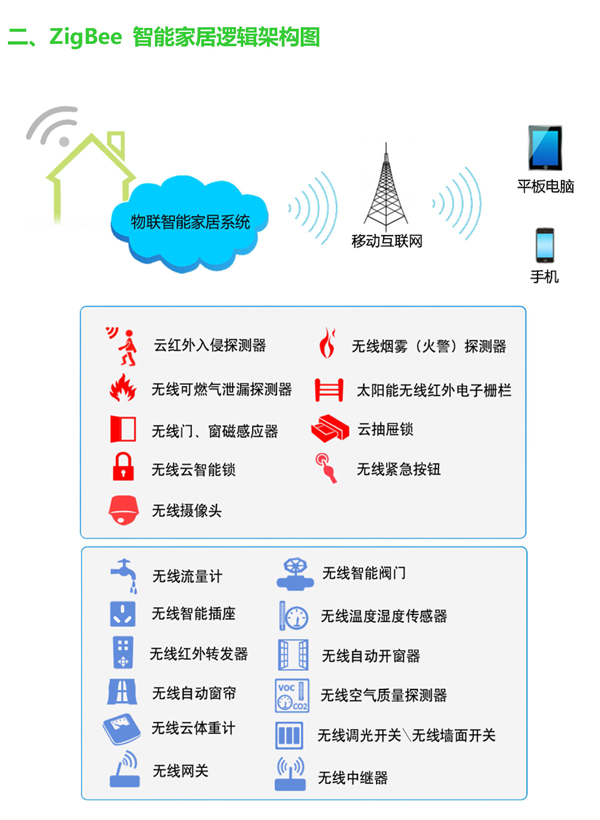 二、ZigBee 智能家居逻辑架构图
物联智能家居系统
移动互联网
平板电脑
手机
云红外入侵探测器
无线烟雾（火警）探测器
无线可燃气泄漏探测器
太阳能无线红外电子栅栏
无线门、窗磁感应器
云抽屉锁
无线云智能锁
无线紧急按钮
无线摄像头
无线流量计
无线智能阀门
无线智能插座
无线温度湿度传感器
无线红外转发器
无线自动开窗器
无线自动窗帘
VOC
CO2
无线空气质量探测器
无线云体重计
无线调光开关\无线墙面开关
无线网关
无线中继器